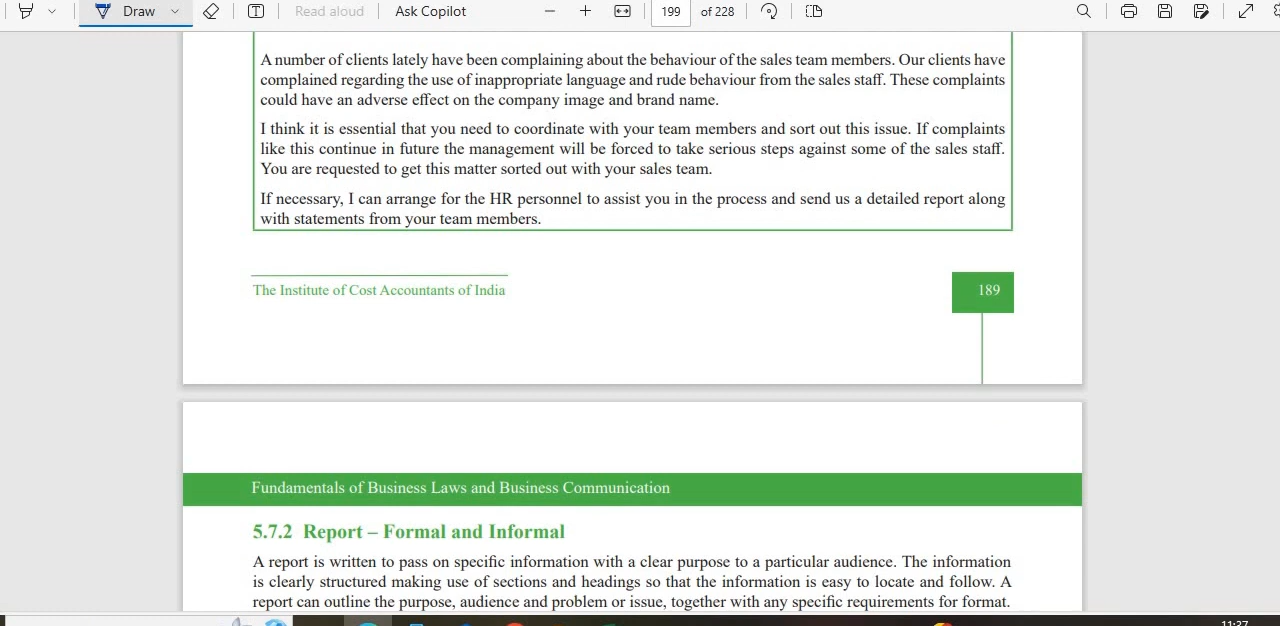 Draw
Read aloud
Ask Copilot
199
of 228
A number of clients lately have been complaining about the behaviour of the sales team members. Our clients have
complained regarding the use of inappropriate language and rude behaviour from the sales staff. These complaints
could have an adverse effect on the company image and brand name.
I think it is essential that you need to coordinate with your team members and sort out this issue. If complaints
like this continue in future the management will be forced to take serious steps against some of the sales staff.
You are requested to get this matter sorted out with your sales team.
If necessary, I can arrange for the HR personnel to assist you in the process and send us a detailed report along
with statements from your team members.
The Institute of Cost Accountants of India
189
Fundamentals of Business Laws and Business Communication
5.7.2 Report – Formal and Informal
A report is written to pass on specific information with a clear purpose to a particular audience. The information
is clearly structured making use of sections and headings so that the information is easy to locate and follow. A
report can outline the purpose, audience and problem or issue, together with any specific requirements for format.